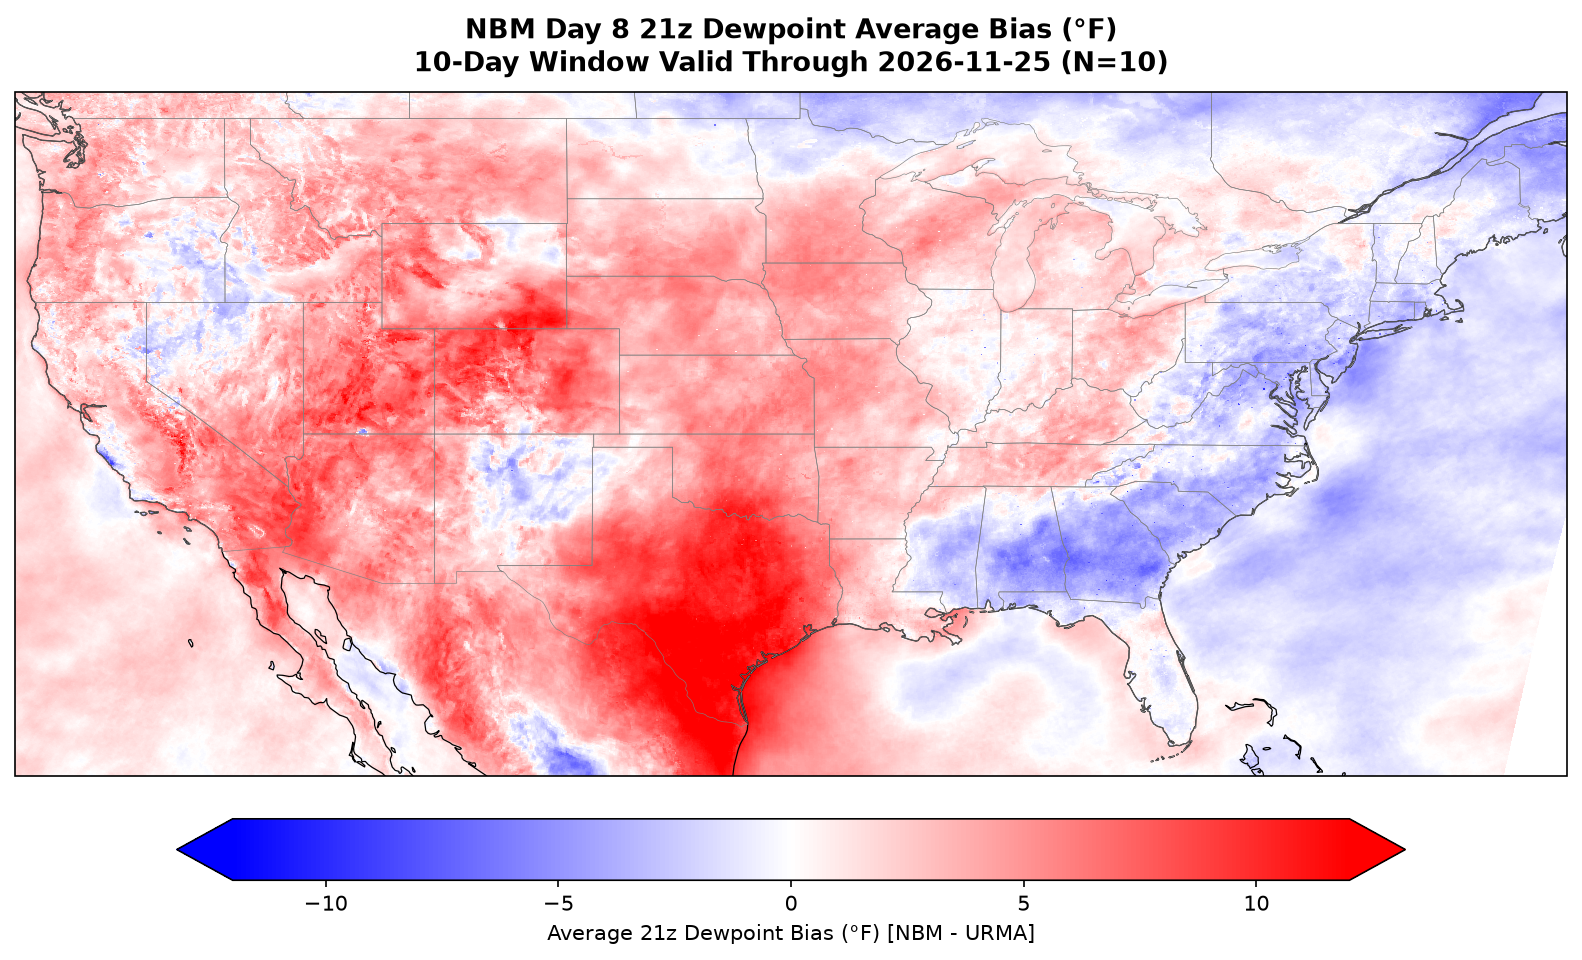 NBM Day 8 21z Dewpoint Average Bias (°F)
10-Day Window Valid Through 2026-11-25 (N=10)
−10 −5 0 5 10
Average 21z Dewpoint Bias (°F) [NBM - URMA]